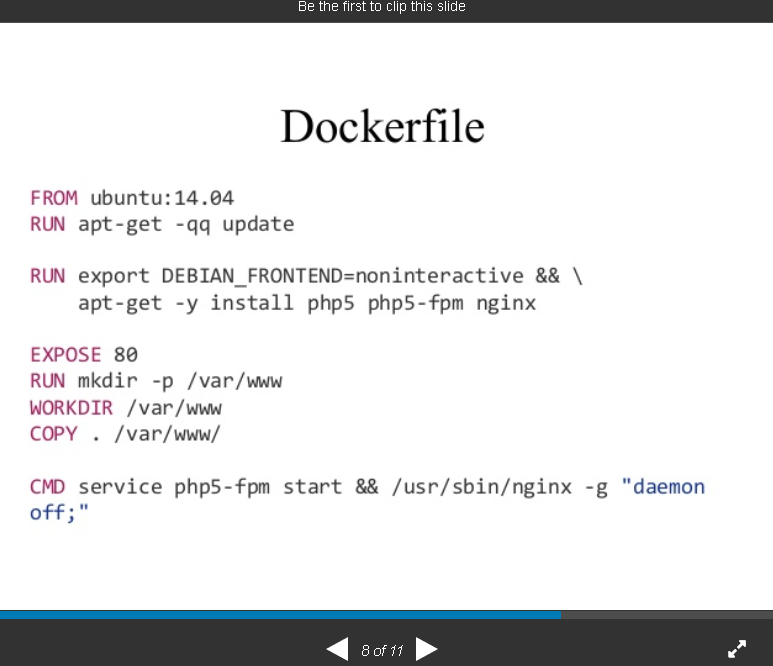 Be the first to clip this slide
Dockerfile
FROM ubuntu:14.04
RUN apt-get -qq update
RUN export DEBIAN_FRONTEND=noninteractive && \
apt-get -y install php5 php5-fpm nginx
EXPOSE 80
RUN mkdir -p /var/www
WORKDIR /var/www
COPY . /var/www/
CMD service php5-fpm start && /usr/sbin/nginx -g "daemon
off;"
8 of 11